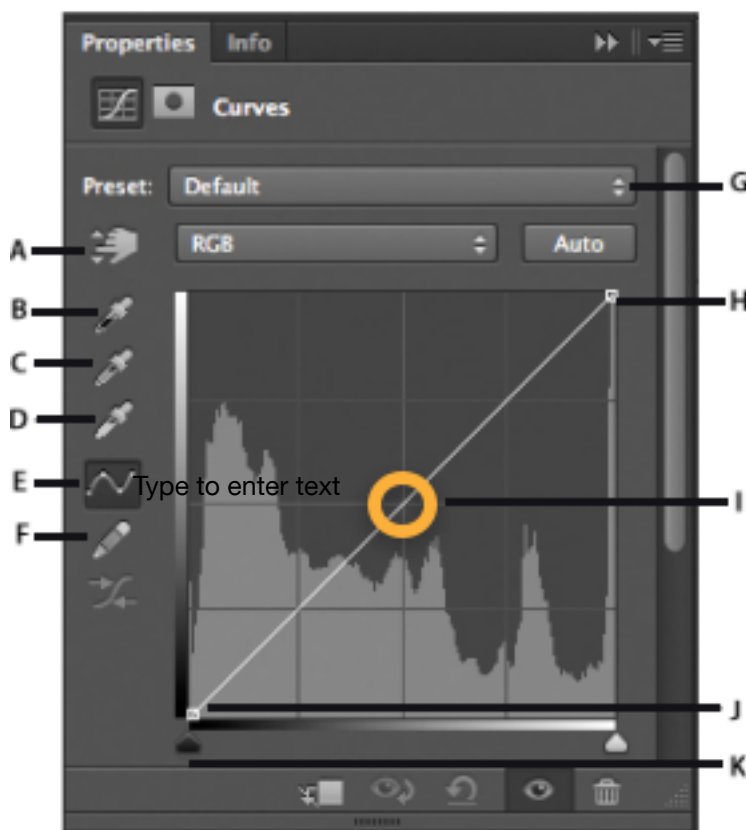 Properties Info
Curves
Preset: Default G
A RGB Auto
B H
C
D
E Type to enter text I
F
J
K